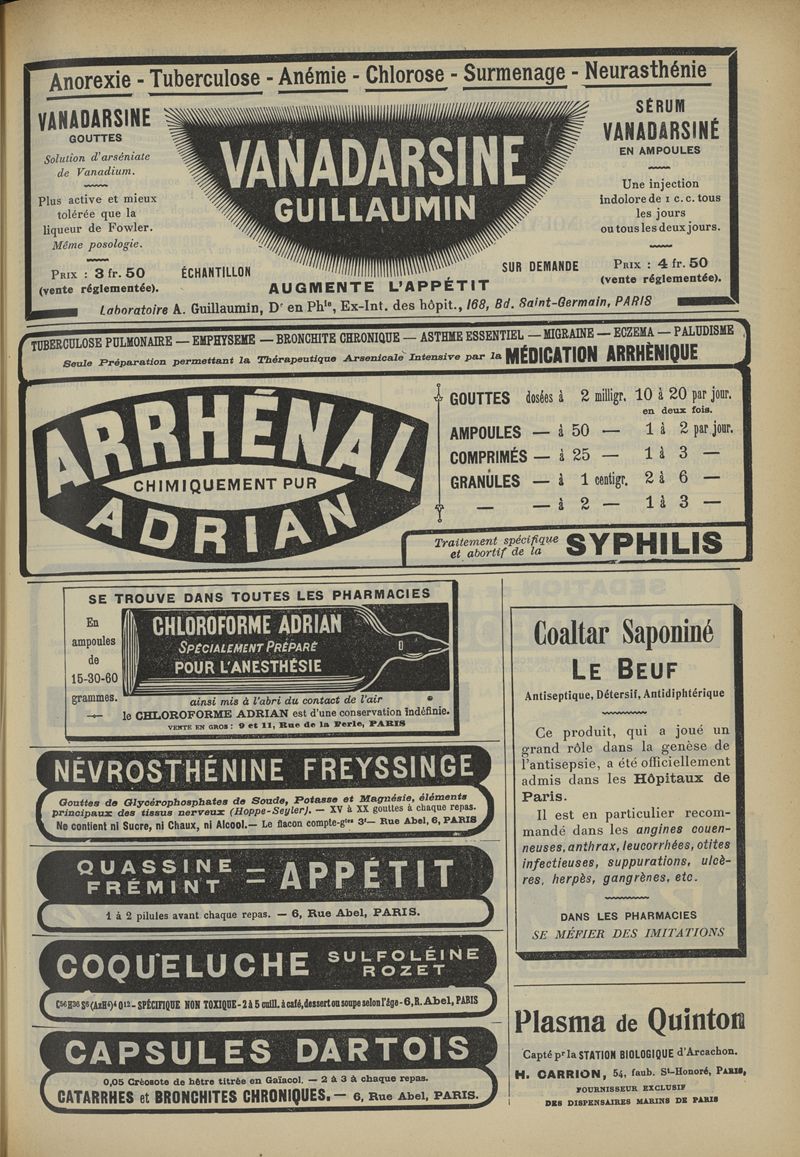 Anorexie - Tuberculose - Anémie - Chlorose - Surmenage - Neurasthénie
VANADARSINE
GOUTTES
Solution d'arséniate
de Vanadium.
Plus active et mieux
tolérée que la
liqueur de Fowler.
Même posologie.
PRIX : 3 fr. 50
(vente réglementée).
VANADARSINE
GUILLAUMIN
ÉCHANTILLON
SUR DEMANDE
AUGMENTE L'APPÉTIT
SÉRUM
VANADARSINÉ
EN AMPOULES
Une injection
indolore de 1 c. c. tous
les jours
ou tous les deux jours.
PRIX : 4 fr. 50
(vente réglementée).
Laboratoire A. Guillaumin, Dr en Phie, Ex-Int. des hôpit., 168, Bd. Saint-Germain, PARIS
TUBERCULOSE PULMONAIRE — EMPHYSEME — BRONCHITE CHRONIQUE — ASTHME ESSENTIEL — MIGRAINE — ECZEMA — PALUDISME
Seule Préparation permettant la Thérapeutique Arsenicale Intensive par la MÉDICATION ARRHÈNIQUE
ARRHÉNAL
CHIMIQUEMENT PUR
ADRIAN
GOUTTES dosées à 2 milligr. 10 à 20 par jour.
en deux fois.
AMPOULES — à 50 — 1 à 2 par jour.
COMPRIMÉS — à 25 — 1 à 3 —
GRANULES — à 1 centigr. 2 à 6 —
— — à 2 — 1 à 3 —
Traitement spécifique
et abortif de la SYPHILIS
SE TROUVE DANS TOUTES LES PHARMACIES
En
ampoules
de
15-30-60
grammes.
CHLOROFORME ADRIAN
SPÉCIALEMENT PRÉPARÉ
POUR L'ANESTHÉSIE
ainsi mis à l'abri du contact de l'air
le CHLOROFORME ADRIAN est d'une conservation indéfinie.
VENTE EN GROS : 9 et 11, Rue de la Perle, PARIS
NÉVROSTHÉNINE FREYSSINGE
Gouttes de Glycérophosphates de Soude, Potasse et Magnésie, éléments
principaux des tissus nerveux (Hoppe-Seyler). — XV à XX gouttes à chaque repas.
Ne contient ni Sucre, ni Chaux, ni Alcool. — Le flacon compte-gttes 3f — Rue Abel, 6, PARIS
QUASSINE
FRÉMINT = APPÉTIT
1 à 2 pilules avant chaque repas. — 6, Rue Abel, PARIS.
COQUELUCHE SULFOLÉINE
ROZET
C56H36S6(AzH4)4O12 - SPÉCIFIQUE NON TOXIQUE - 2 à 5 cuill. à café, dessert ou soupe selon l'âge - 6, R. Abel, PARIS
CAPSULES DARTOIS
0,05 Créosote de hêtre titrée en Gaïacol. — 2 à 3 à chaque repas.
CATARRHES et BRONCHITES CHRONIQUES. — 6, Rue Abel, PARIS.
Coaltar Saponiné
LE BEUF
Antiseptique, Détersif, Antidiphtérique
Ce produit, qui a joué un
grand rôle dans la genèse de
l'antisepsie, a été officiellement
admis dans les Hôpitaux de
Paris.
Il est en particulier recom-
mandé dans les angines couen-
neuses, anthrax, leucorrhées, otites
infectieuses, suppurations, ulcè-
res, herpès, gangrènes, etc.
DANS LES PHARMACIES
SE MÉFIER DES IMITATIONS
Plasma de Quinton
Capté pr la STATION BIOLOGIQUE d'Arcachon.
H. CARRION, 54, faub. St-Honoré, PARIS,
FOURNISSEUR EXCLUSIF
DES DISPENSAIRES MARINS DE PARIS